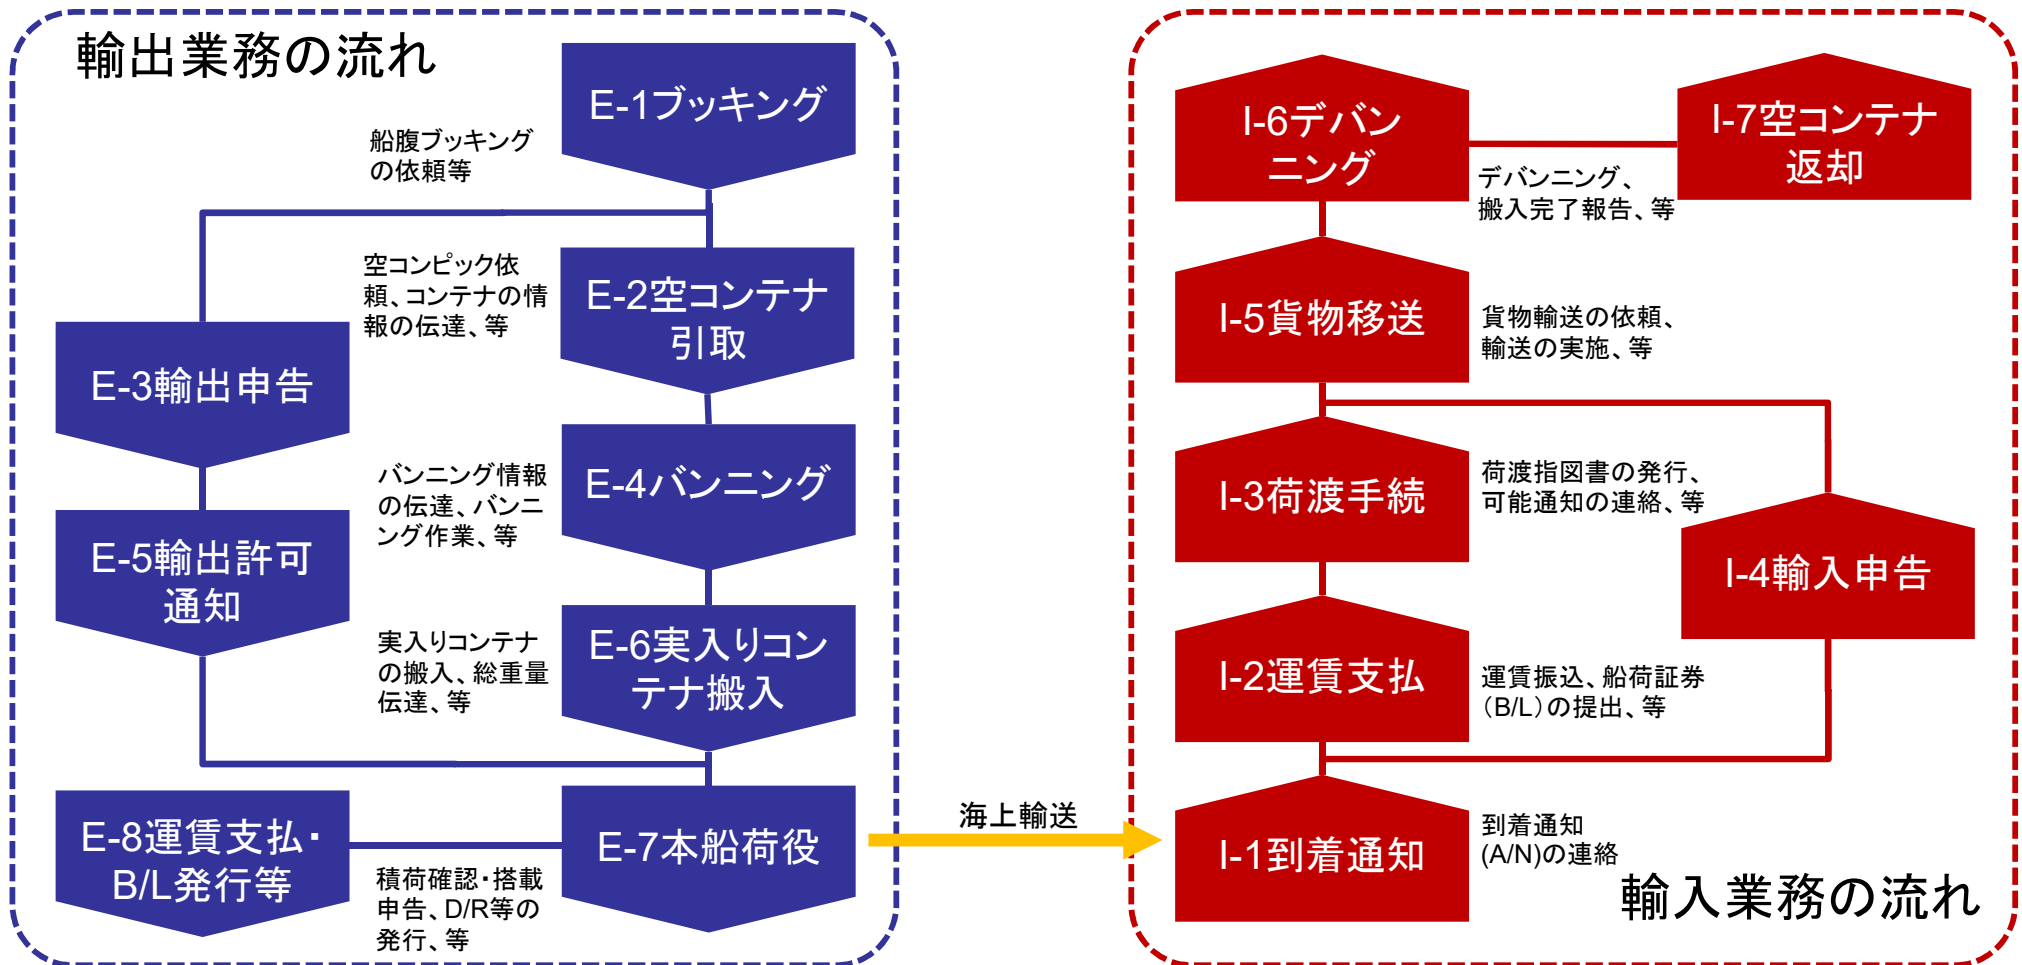 輸出業務の流れ
E-1ブッキング
船腹ブッキング
の依頼等
空コンピック依
頼、コンテナの情
報の伝達、等
E-2空コンテナ
引取
E-3輸出申告
バンニング情報
の伝達、バンニ
ング作業、等
E-4バンニング
E-5輸出許可
通知
実入りコンテナ
の搬入、総重量
伝達、等
E-6実入りコン
テナ搬入
E-8運賃支払・
B/L発行等
積荷確認・搭載
申告、D/R等の
発行、等
E-7本船荷役
海上輸送
I-6デバン
ニング
I-7空コンテナ
返却
デバンニング、
搬入完了報告、等
I-5貨物移送
貨物輸送の依頼、
輸送の実施、等
I-3荷渡手続
荷渡指図書の発行、
可能通知の連絡、等
I-4輸入申告
I-2運賃支払
運賃振込、船荷証券
（B/L）の提出、等
I-1到着通知
到着通知
(A/N)の連絡
輸入業務の流れ